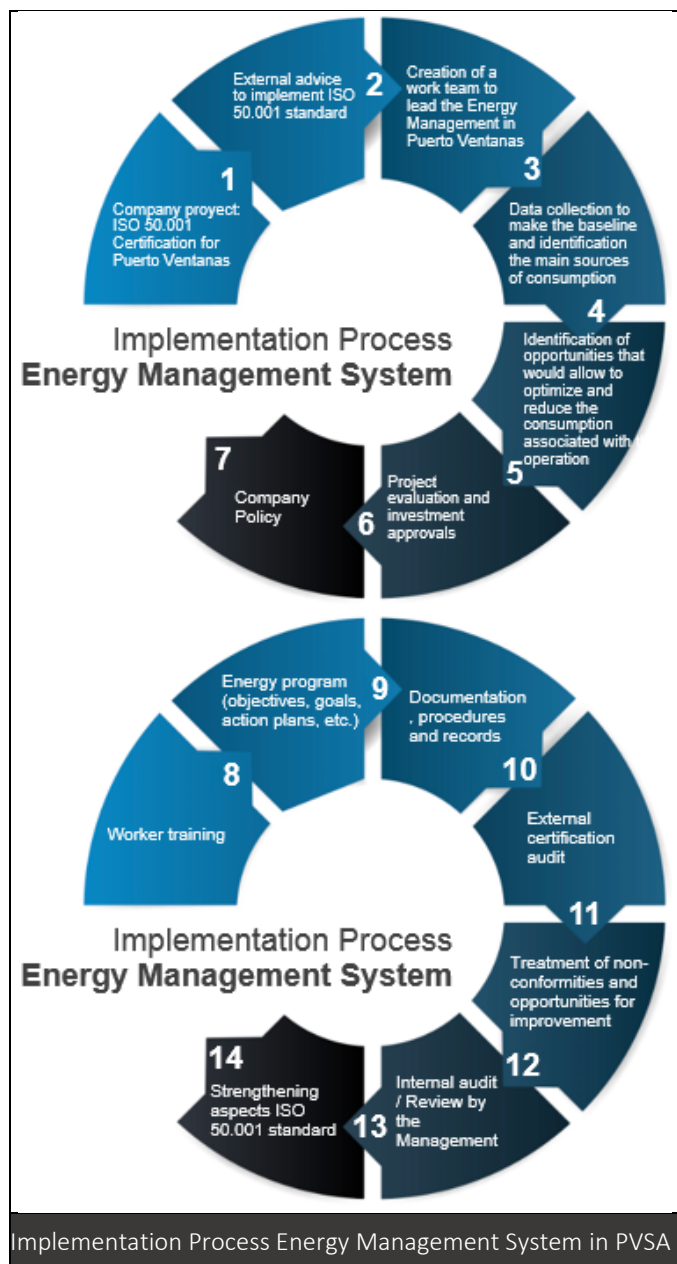 1
Company proyect:
ISO 50.001
Certification for
Puerto Ventanas
External advice
to implement ISO
50.001 standard
2
Creation of a
work team to
lead the Energy
Management in
Puerto Ventanas
3
Data collection to
make the baseline
and identification
the main sources
of consumption
4
Identification of
opportunities that
would allow to
optimize and
reduce the
consumption
associated with
operation
5
Project
evaluation and
investment
approvals
6
7
Company
Policy
Implementation Process
Energy Management System
8
Worker training
Energy program
(objectives, goals,
action plans, etc.)
9
Documentation
, procedures
and records
10
External
certification
audit
11
Treatment of non-
conformities and
opportunities for
improvement
12
Internal audit
/ Review by
the
Management
13
14
Strengthening
aspects ISO
50.001 standard
Implementation Process
Energy Management System
Implementation Process Energy Management System in PVSA